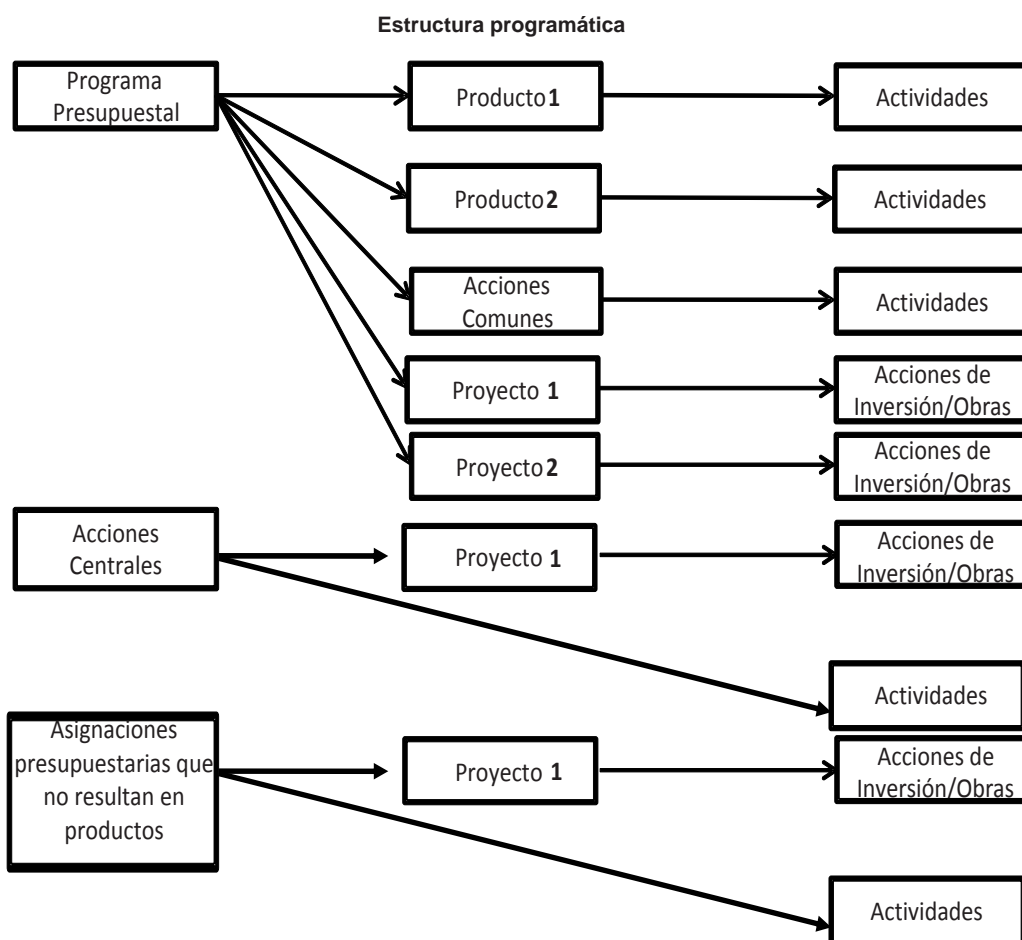 Estructura programática
Programa
Presupuestal
Producto 1
Actividades
Producto 2
Actividades
Acciones
Comunes
Actividades
Proyecto 1
Acciones de
Inversión/Obras
Proyecto 2
Acciones de
Inversión/Obras
Acciones
Centrales
Proyecto 1
Acciones de
Inversión/Obras
Actividades
Asignaciones
presupuestarias que
no resultan en
productos
Proyecto 1
Acciones de
Inversión/Obras
Actividades